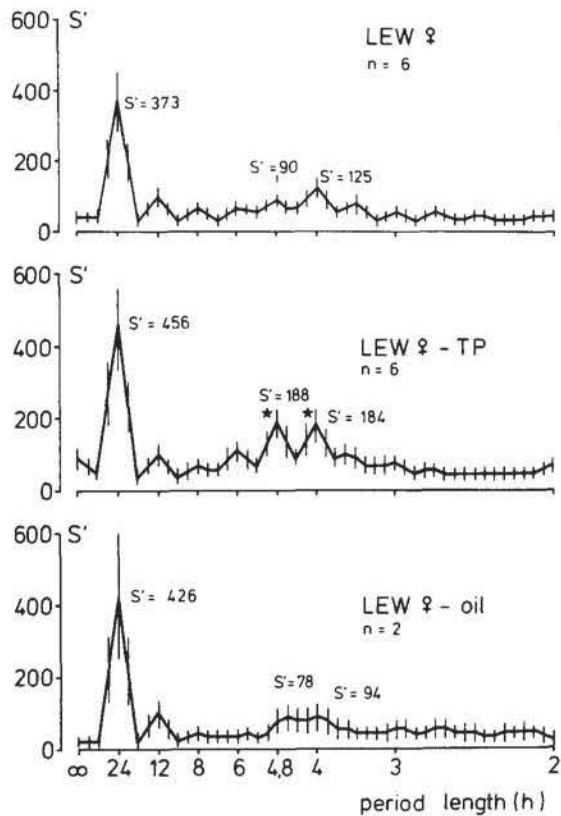 600 S'
LEW ♀
n = 6
400
S' = 373
200
S' = 90
S' = 125
0
600 S'
LEW ♀ - TP
n = 6
S' = 456
400
★ S' = 188 ★
200
S' = 184
0
600 S'
LEW ♀ - oil
n = 2
400
S' = 426
200
S' = 78
S' = 94
0
∞ 24 12 8 6 4,8 4 3 2
period length (h)